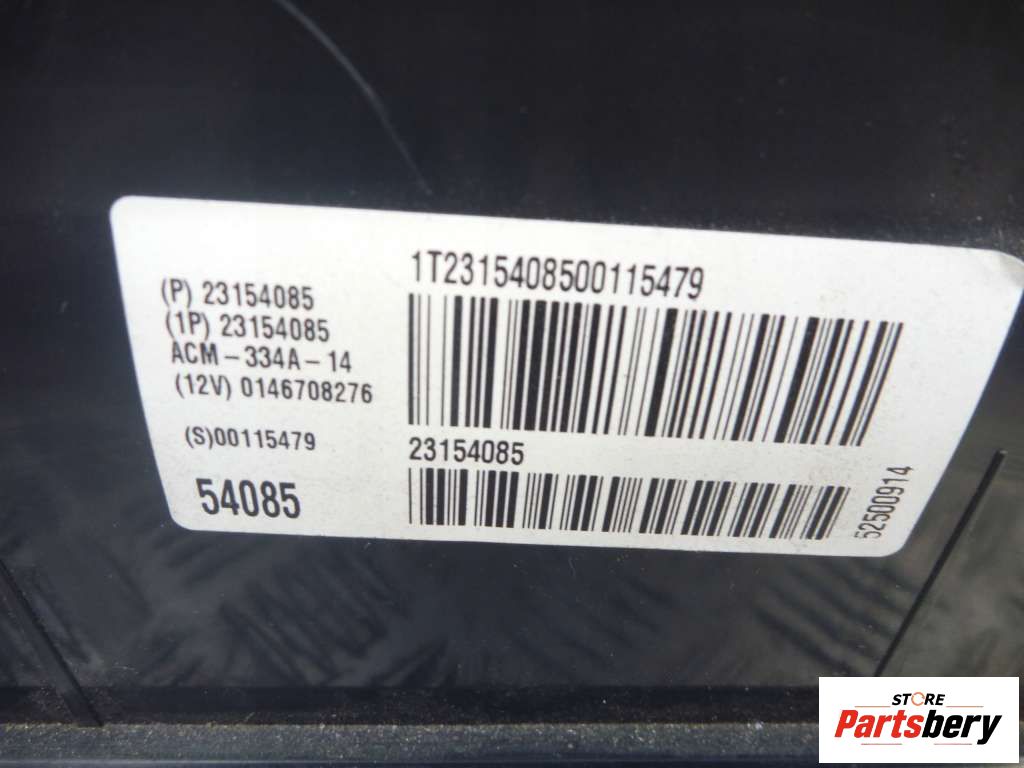 (P) 23154085
(1P) 23154085
ACM-334A-14
(12V) 0146708276
(S)00115479
54085
1T2315408500115479
23154085
52500914
STORE
Partsbery